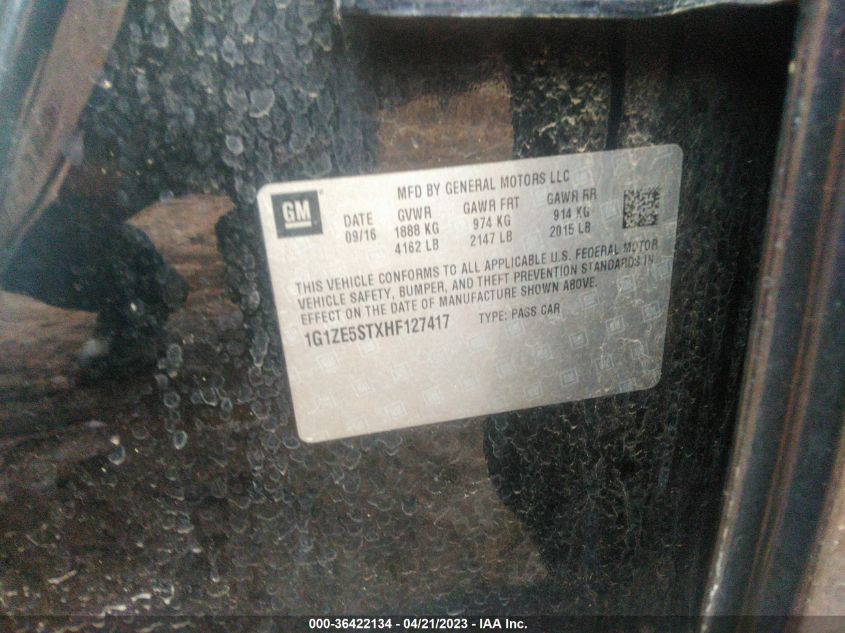 MFD BY GENERAL MOTORS LLC
GM
DATE GVWR GAWR FRT GAWR RR
09/16 1888 KG 974 KG 914 KG
4162 LB 2147 LB 2015 LB
THIS VEHICLE CONFORMS TO ALL APPLICABLE U.S. FEDERAL MOTOR
VEHICLE SAFETY, BUMPER, AND THEFT PREVENTION STANDARDS IN
EFFECT ON THE DATE OF MANUFACTURE SHOWN ABOVE.
1G1ZE5STXHF127417 TYPE: PASS CAR
000-36422134 - 04/21/2023 - IAA Inc.